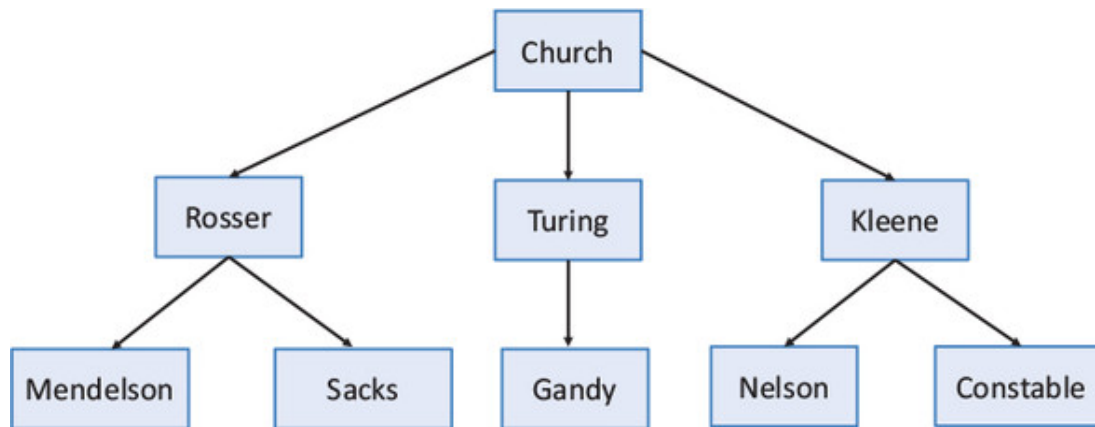 Church
Rosser
Turing
Kleene
Mendelson
Sacks
Gandy
Nelson
Constable